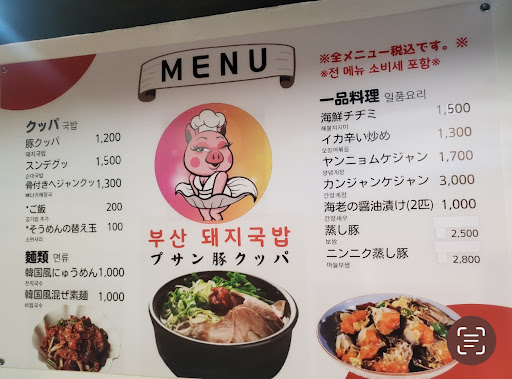 MENU
※全メニュー税込です。※
※전 메뉴 소비세 포함※
クッパ 국밥
豚クッパ 1,200
돼지국밥
スンデグッ 1,500
순대국밥
骨付きヘジャンクッ 1,300
뼈다귀해장국
*ご飯 200
공기밥 추가
*そうめんの替え玉 100
소면사리
麺類 면류
韓国風にゅうめん 1,000
잔치국수
韓国風混ぜ素麺 1,000
비빔국수
부산 돼지국밥
プサン豚クッパ
一品料理 일품요리
海鮮チヂミ 1,500
해물지지미
イカ辛い炒め 1,300
오징어볶음
ヤンニョムケジャン 1,700
양념게장
カンジャンケジャン 3,000
간장게장
海老の醤油漬け(2匹) 1,000
간장새우
蒸し豚 2,500
보쌈
ニンニク蒸し豚 2,800
마늘보쌈